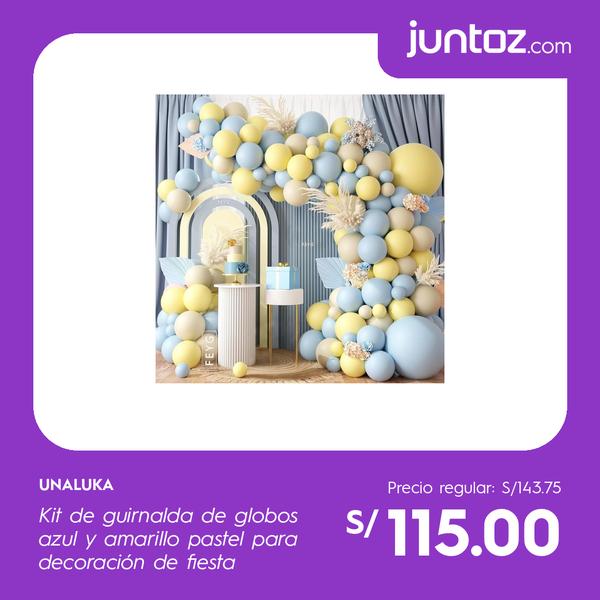 juntoz.com
FEYG
UNALUKA
Kit de guirnalda de globos
azul y amarillo pastel para
decoración de fiesta
Precio regular: S/143.75
S/115.00